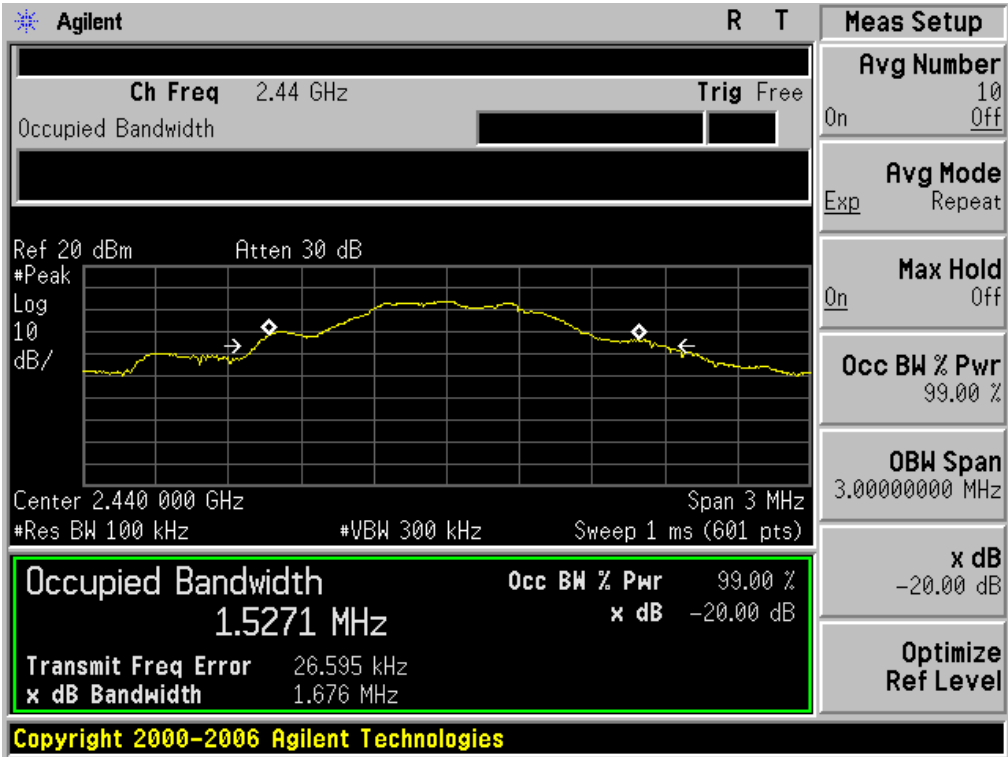 Agilent R T
Ch Freq 2.44 GHz Trig Free
Occupied Bandwidth
Ref 20 dBm Atten 30 dB
#Peak
Log
10
dB/
Center 2.440 000 GHz Span 3 MHz
#Res BW 100 kHz #VBW 300 kHz Sweep 1 ms (601 pts)
Occupied Bandwidth Occ BW % Pwr 99.00 %
1.5271 MHz x dB -20.00 dB
Transmit Freq Error 26.595 kHz
x dB Bandwidth 1.676 MHz
Copyright 2000-2006 Agilent Technologies
Meas Setup
Avg Number
10
On Off
Avg Mode
Exp Repeat
Max Hold
On Off
Occ BW % Pwr
99.00 %
OBW Span
3.00000000 MHz
x dB
-20.00 dB
Optimize
Ref Level